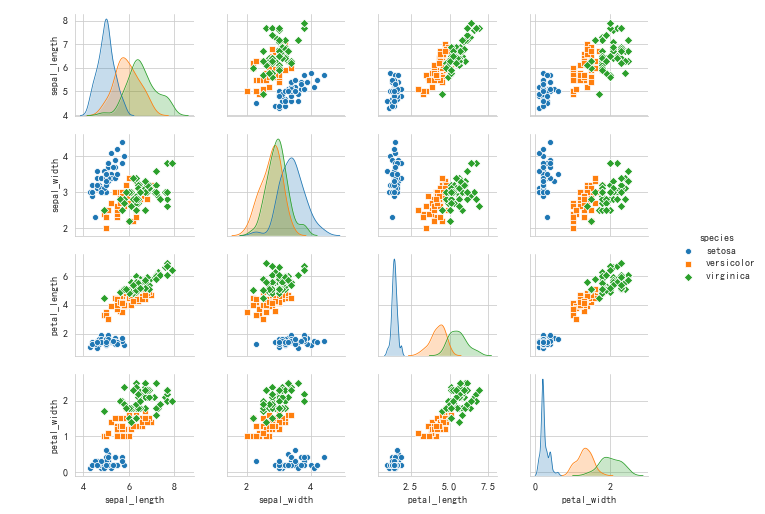 8
7
6
5
4
sepal_length
4
3
2
sepal_width
species
setosa
versicolor
virginica
6
4
2
petal_length
2
1
0
petal_width
4 6 8
2 4
2.5 5.0 7.5
0 2
sepal_length sepal_width petal_length petal_width